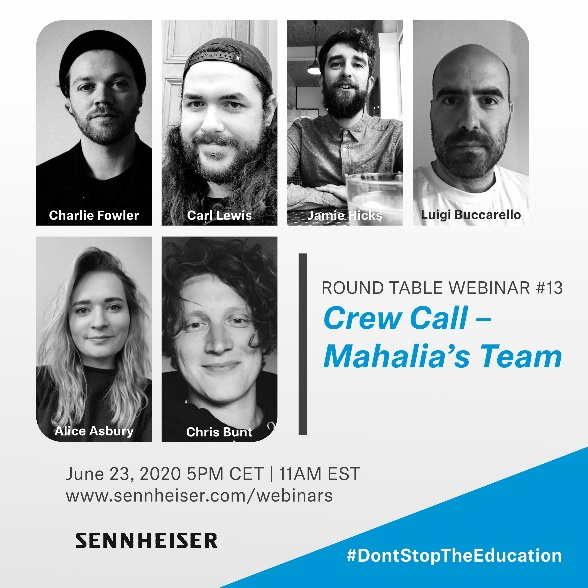 Charlie Fowler
Carl Lewis
Jamie Hicks
Luigi Buccarello
Alice Asbury
Chris Bunt
ROUND TABLE WEBINAR #13
Crew Call –
Mahalia's Team
June 23, 2020 5PM CET | 11AM EST
www.sennheiser.com/webinars
SENNHEISER
#DontStopTheEducation